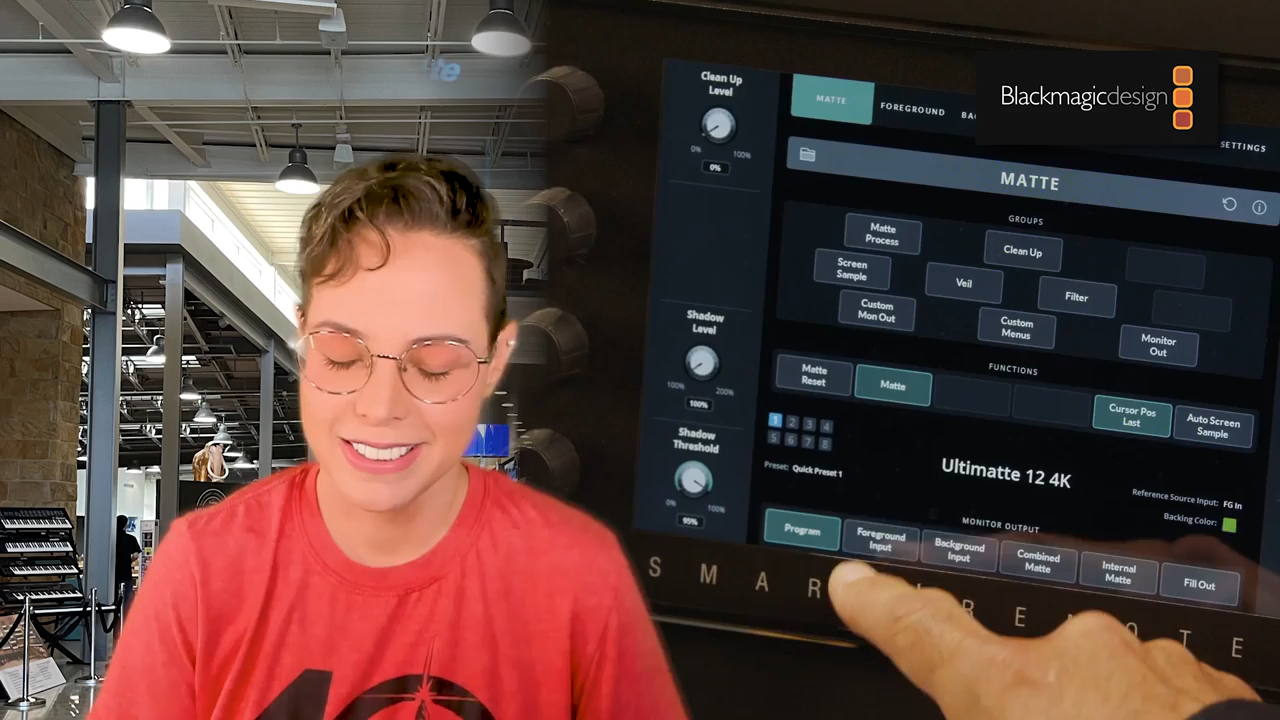 Blackmagicdesign
Clean Up
Level
0%
100%
0%
Shadow
Level
100%
200%
100%
Shadow
Threshold
0%
100%
95%
MATTE
FOREGROUND
SETTINGS
MATTE
GROUPS
Matte
Process
Clean Up
Screen
Sample
Veil
Filter
Custom
Mon Out
Custom
Menus
Monitor
Out
FUNCTIONS
Matte
Reset
Matte
Cursor Pos
Last
Auto Screen
Sample
1 2 3 4
5 6 7 8
Preset: Quick Preset 1
Ultimatte 12 4K
Reference Source Input: FG In
Backing Color:
MONITOR OUTPUT
Program
Foreground
Input
Background
Input
Combined
Matte
Internal
Matte
Fill Out